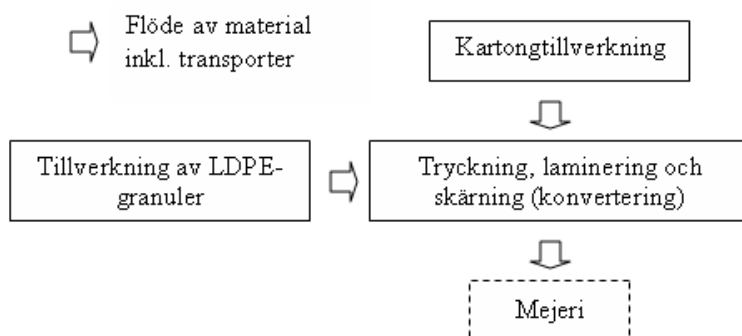 Flöde av material
inkl. transporter
Kartongtillverkning
Tillverkning av LDPE-
granuler
Tryckning, laminering och
skärning (konvertering)
Mejeri